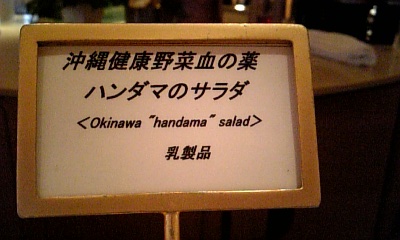 沖縄健康野菜血の薬
ハンダマのサラダ
＜Okinawa "handama" salad＞
乳製品